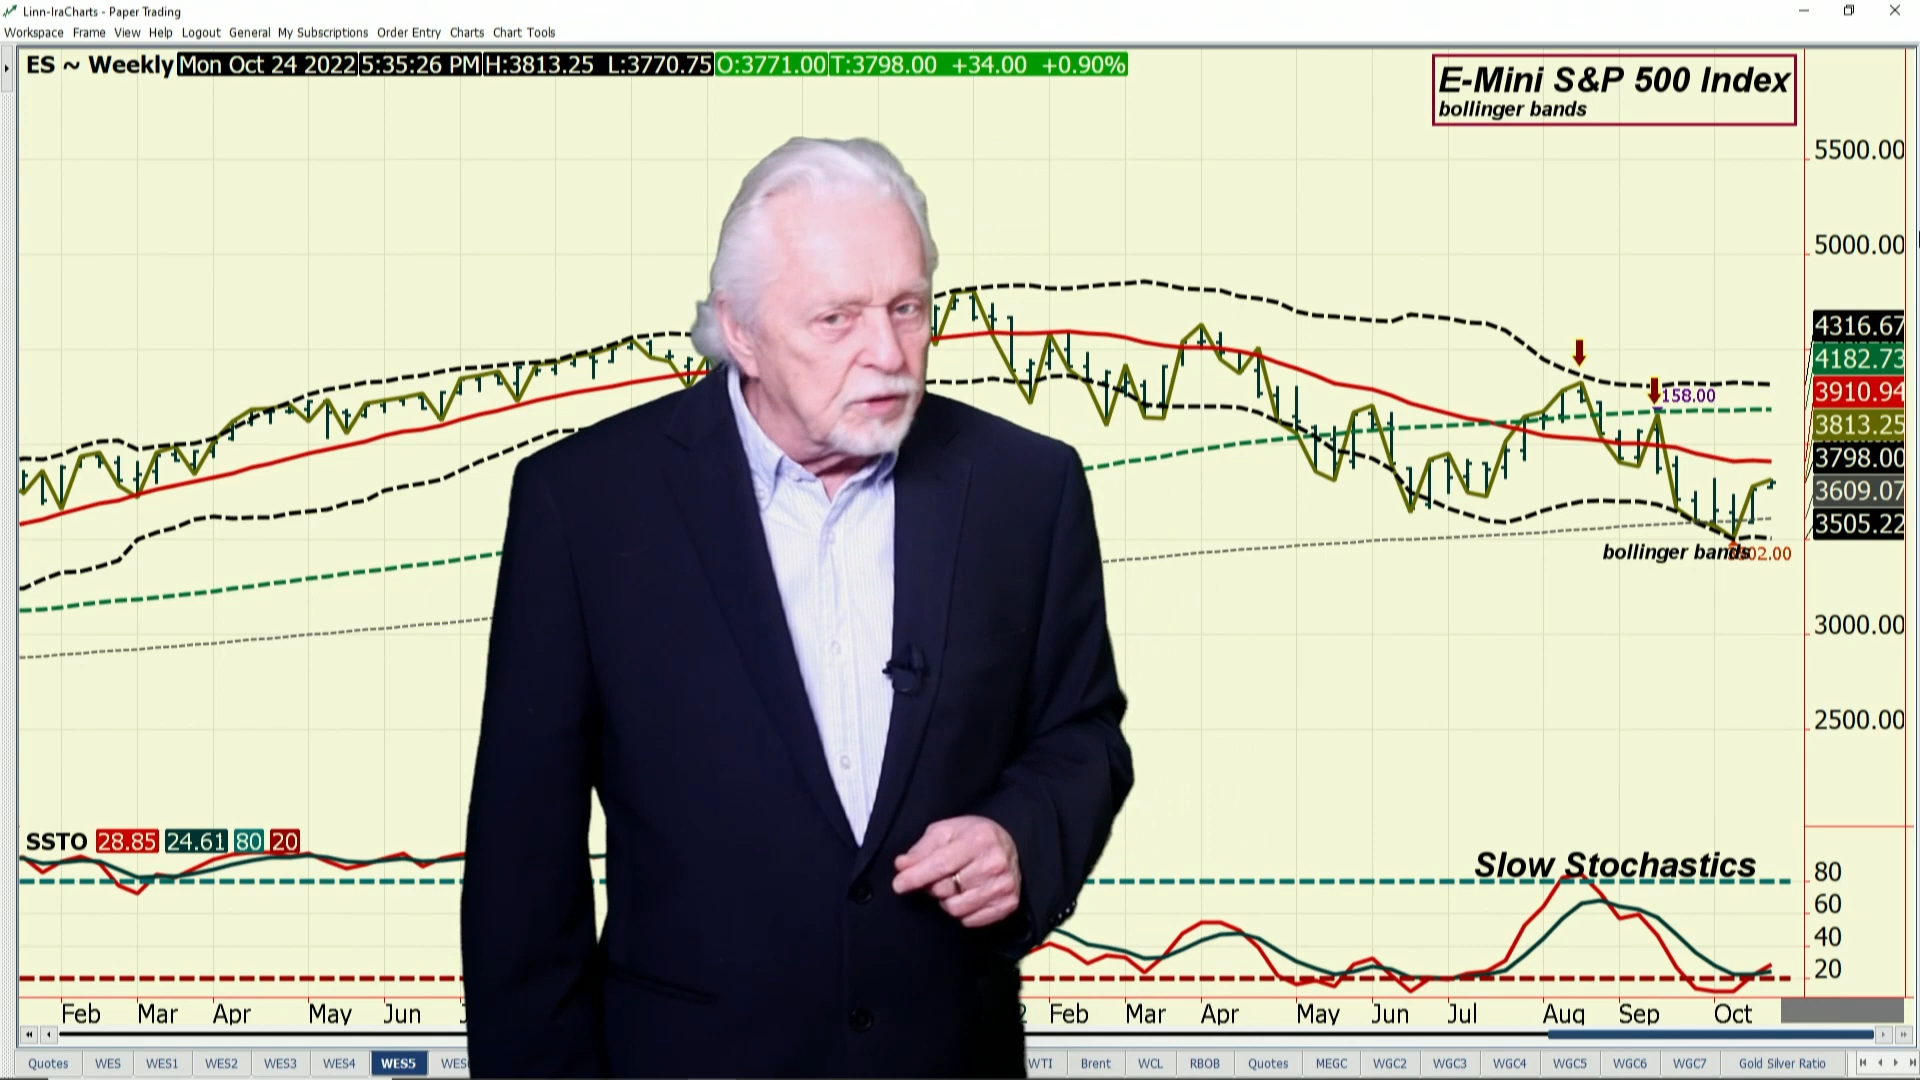 Linn-IraCharts - Paper Trading
Workspace Frame View Help Logout General My Subscriptions Order Entry Charts Chart Tools
ES ~ Weekly Mon Oct 24 2022 5:35:26 PM H:3813.25 L:3770.75 O:3771.00 T:3798.00 +34.00 +0.90%
E-Mini S&P 500 Index
bollinger bands
5500.00
5000.00
4316.67
4182.73
3910.94
158.00
3813.25
3798.00
3609.07
3505.22
bollinger bands 02.00
3000.00
2500.00
SSTO 28.85 24.61 80 20
Slow Stochastics
80
60
40
20
Feb Mar Apr May Jun 2 Feb Mar Apr May Jun Jul Aug Sep Oct
Quotes WES WES1 WES2 WES3 WES4 WES5 WES WTI Brent WCL RBOB Quotes MEGC WGC2 WGC3 WGC4 WGC5 WGC6 WGC7 Gold Silver Ratio